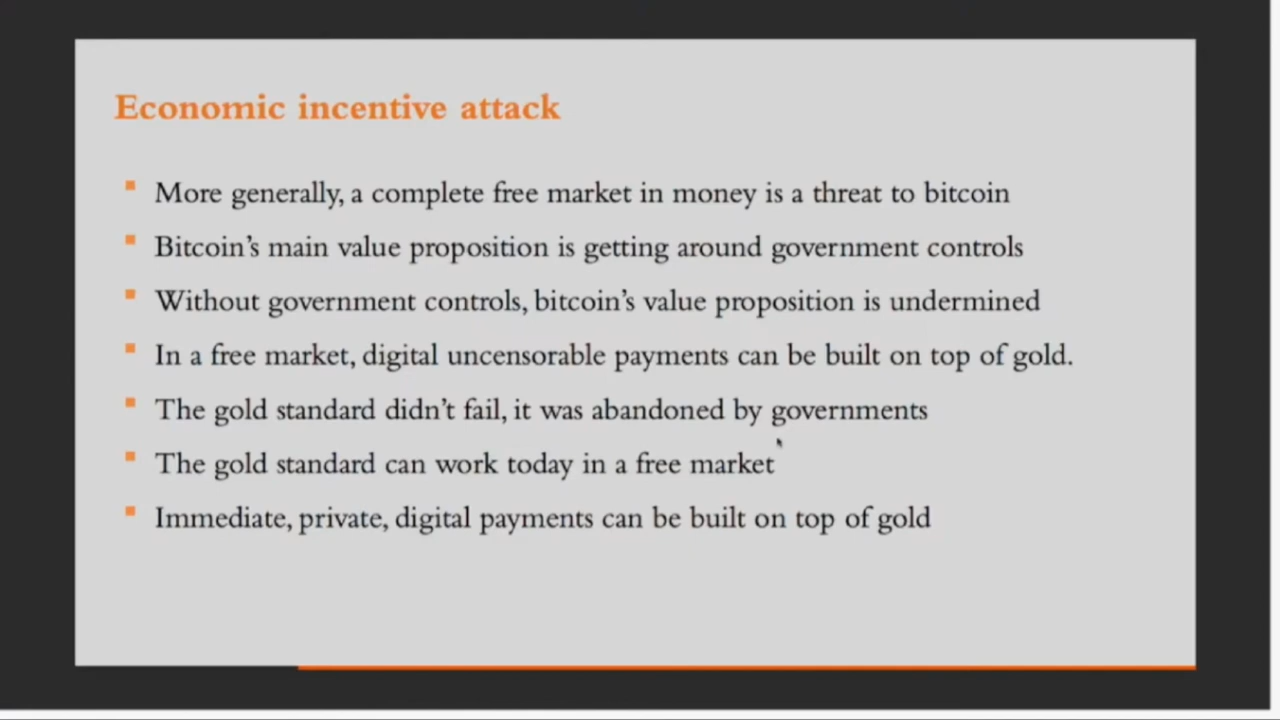 Economic incentive attack
More generally, a complete free market in money is a threat to bitcoin
Bitcoin's main value proposition is getting around government controls
Without government controls, bitcoin's value proposition is undermined
In a free market, digital uncensorable payments can be built on top of gold.
The gold standard didn't fail, it was abandoned by governments
The gold standard can work today in a free market
Immediate, private, digital payments can be built on top of gold